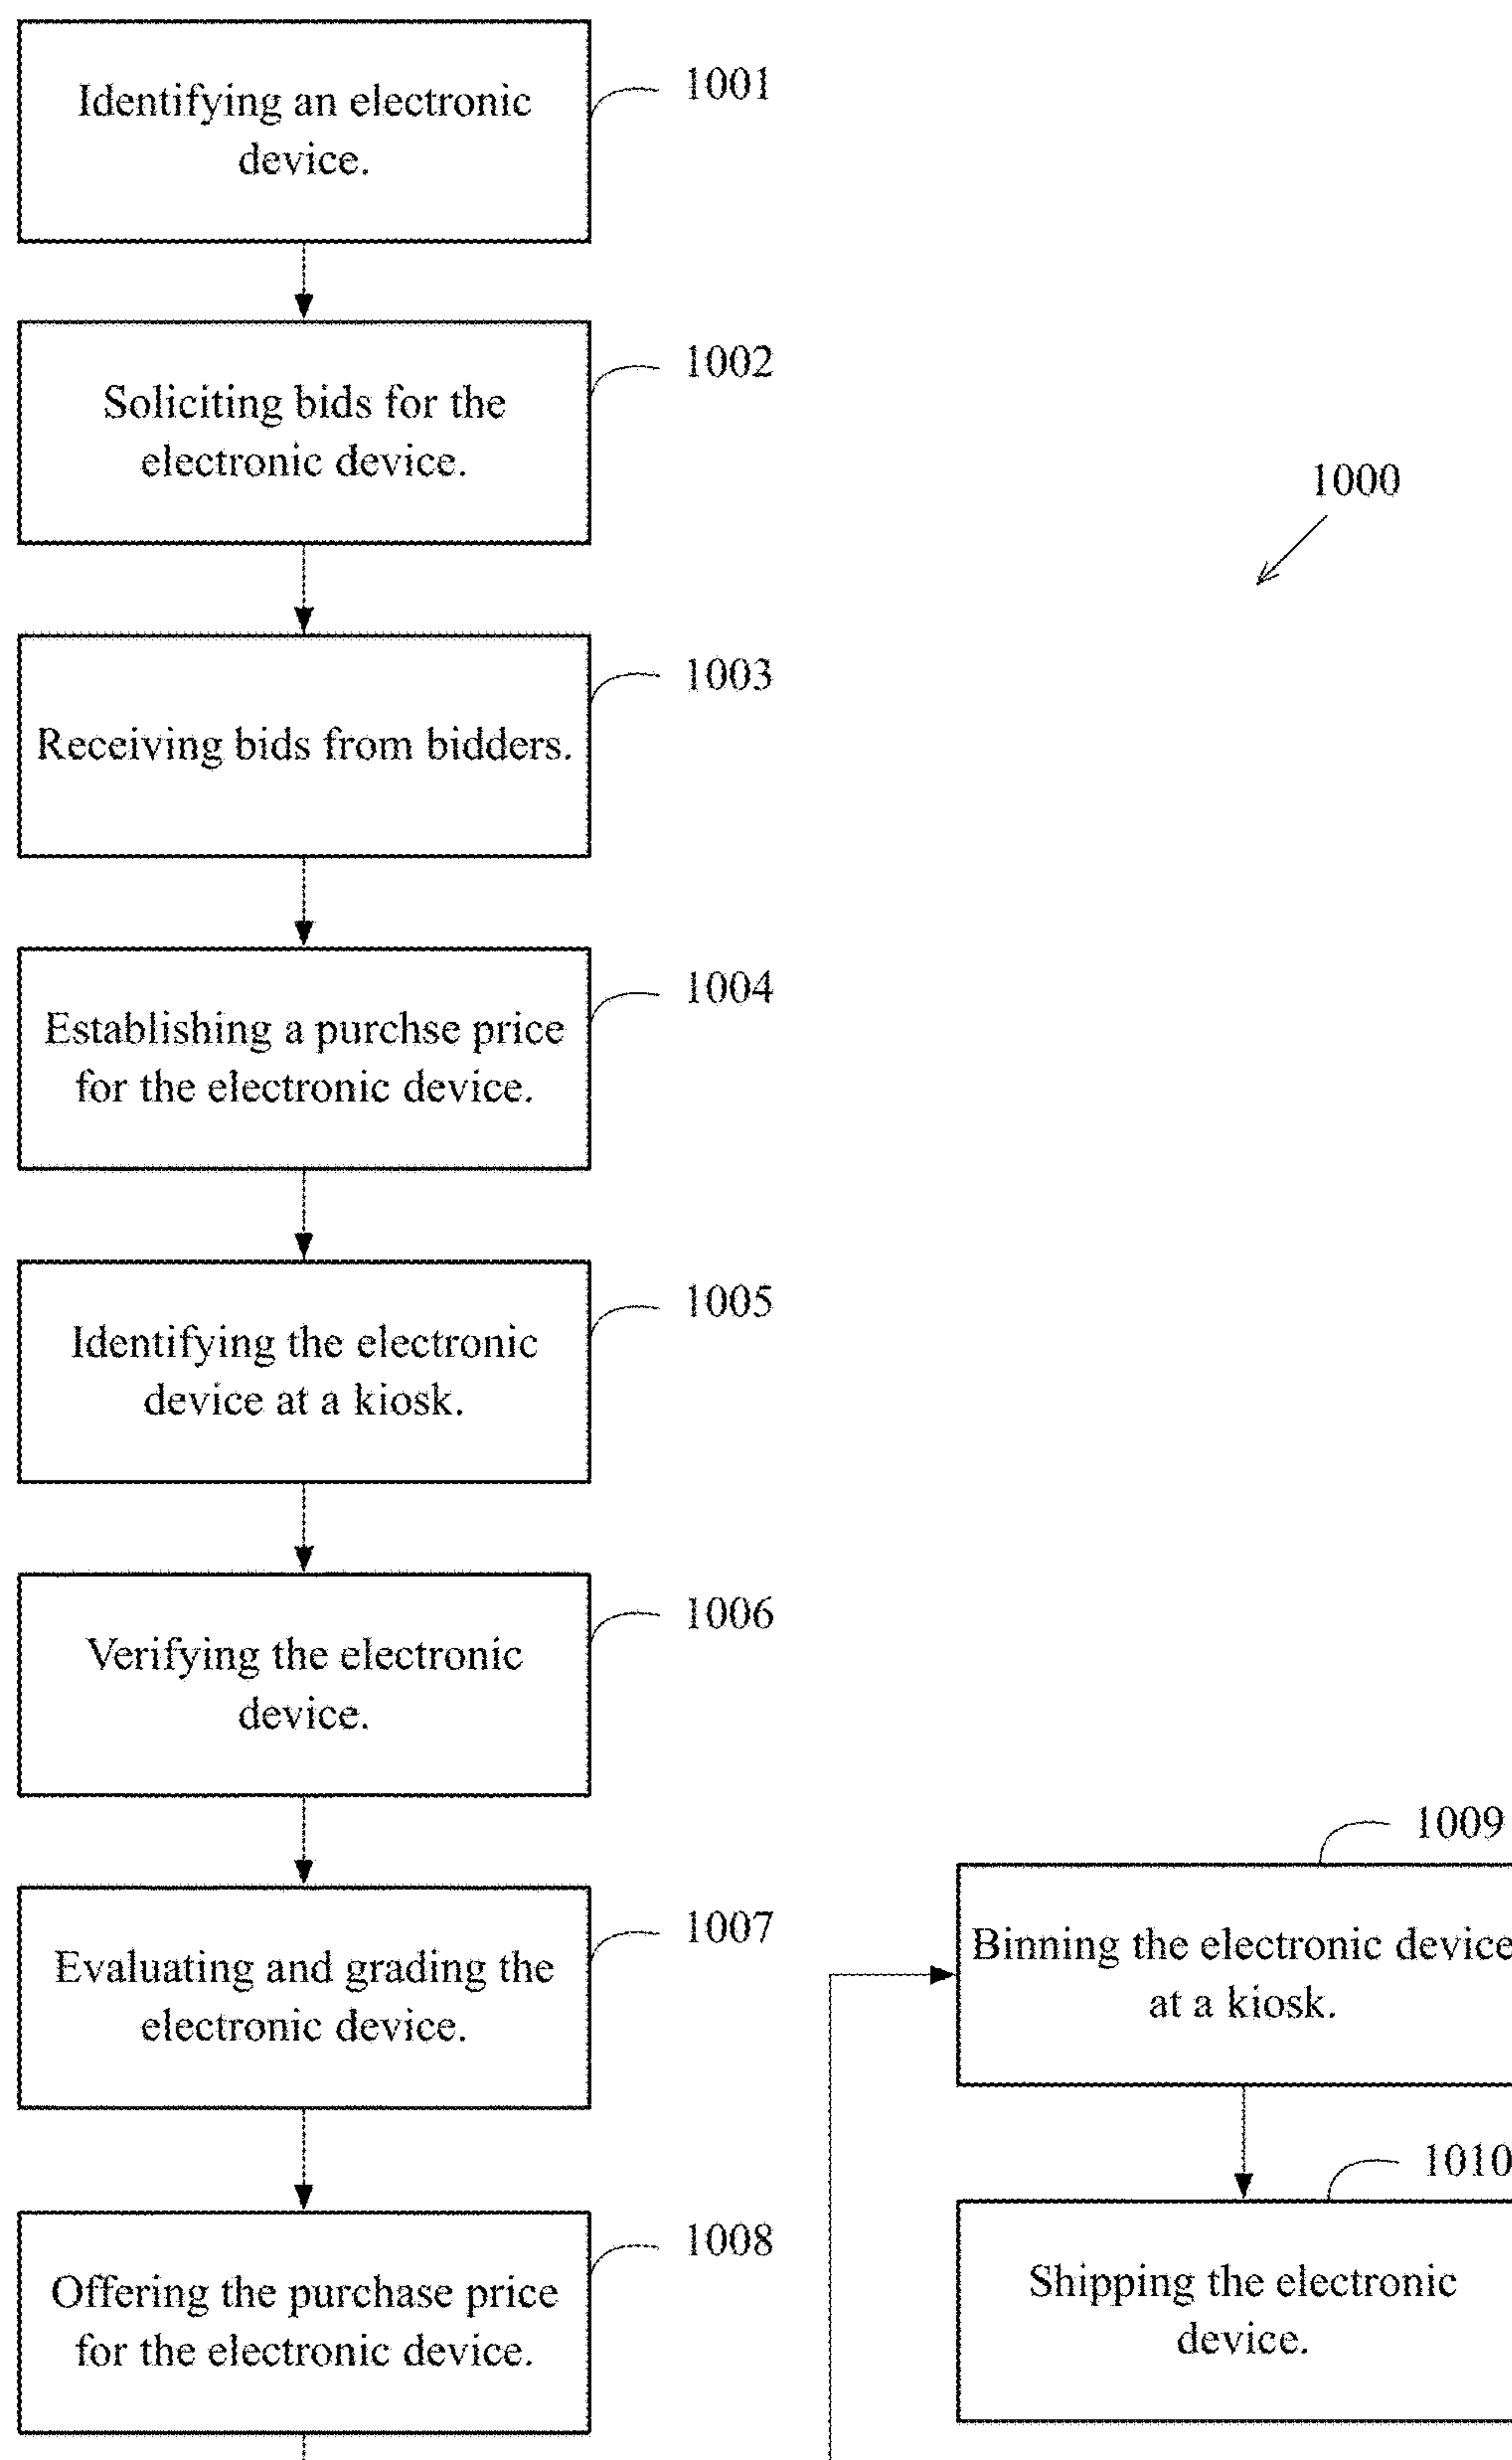 Identifying an electronic
device.
1001
Soliciting bids for the
electronic device.
1002
1000
Receiving bids from bidders.
1003
Establishing a purchse price
for the electronic device.
1004
Identifying the electronic
device at a kiosk.
1005
Verifying the electronic
device.
1006
Evaluating and grading the
electronic device.
1007
Offering the purchase price
for the electronic device.
1008
1009
Binning the electronic device
at a kiosk.
1010
Shipping the electronic
device.